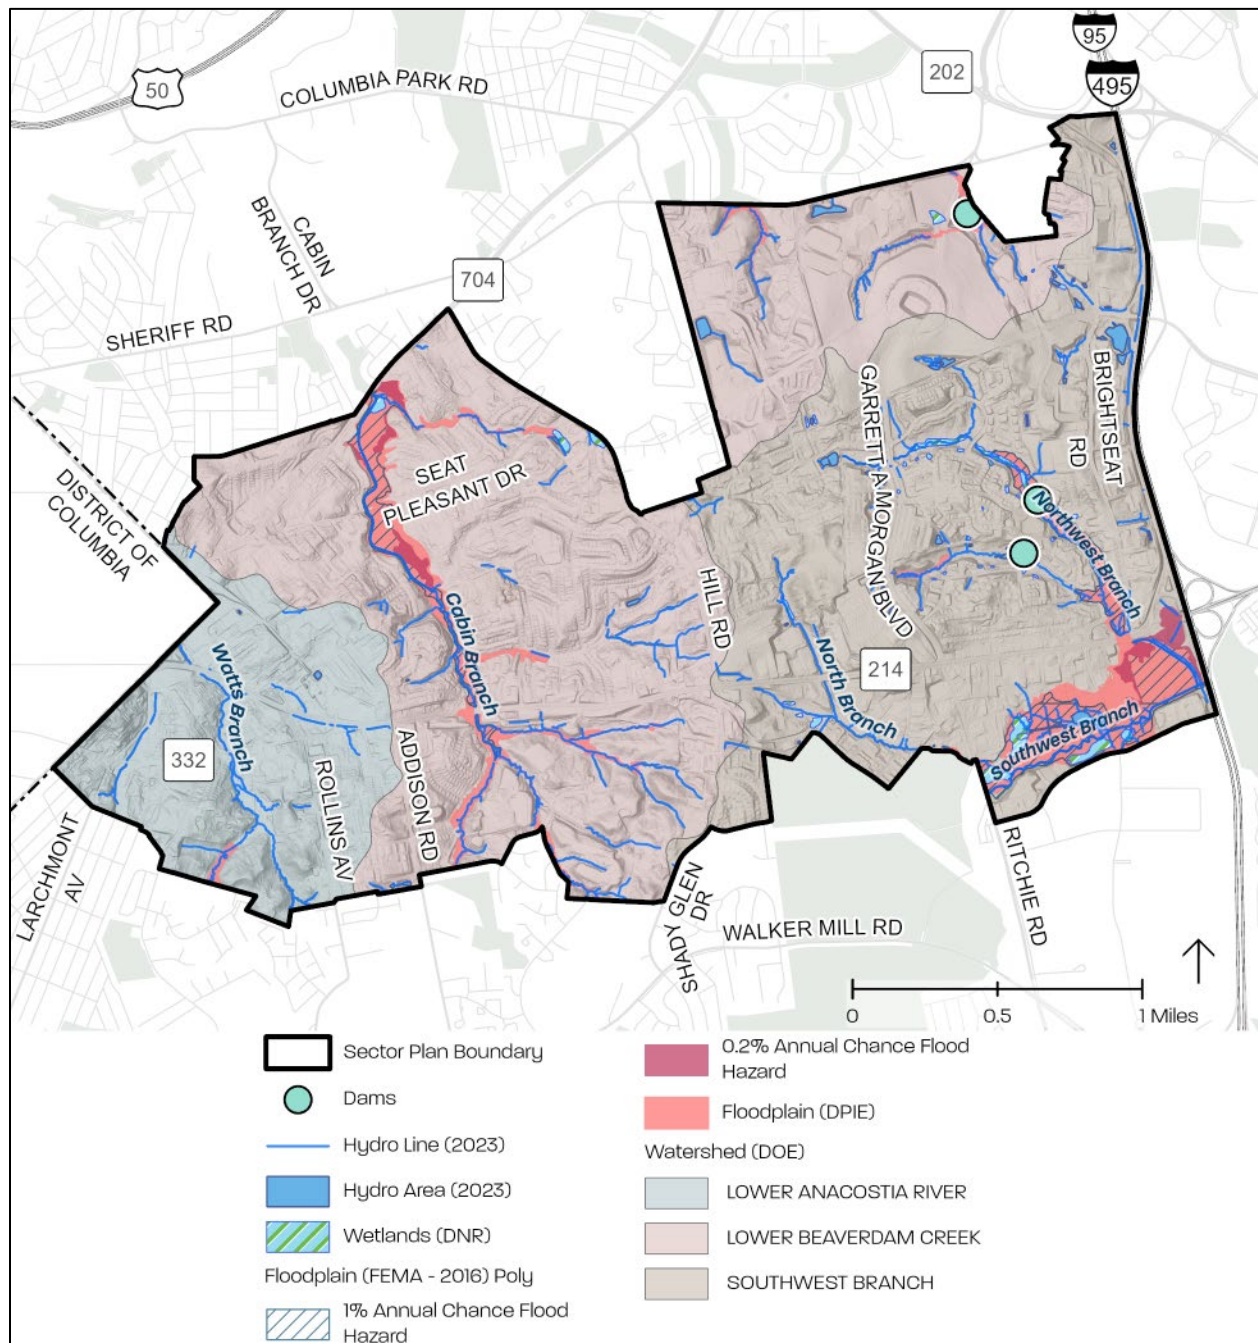 95
495
50
202
COLUMBIA PARK RD
CABIN
BRANCH DR
704
SHERIFF RD
BRIGHTSEAT
RD
GARRETT A MORGAN BLVD
SEAT
PLEASANT DR
DISTRICT OF
COLUMBIA
Northwest Branch
HILL RD
Cabin Branch
Watts Branch
North Branch
214
Southwest Branch
332
ROLLINS AV
ADDISON RD
LARCHMONT
AV
SHADY GLEN
DR
RITCHIE RD
WALKER MILL RD
0 0.5 1 Miles
Sector Plan Boundary
Dams
Hydro Line (2023)
Hydro Area (2023)
Wetlands (DNR)
Floodplain (FEMA - 2016) Poly
1% Annual Chance Flood
Hazard
0.2% Annual Chance Flood
Hazard
Floodplain (DPIE)
Watershed (DOE)
LOWER ANACOSTIA RIVER
LOWER BEAVERDAM CREEK
SOUTHWEST BRANCH